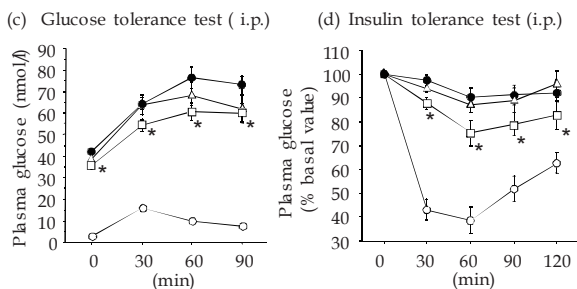 (c) Glucose tolerance test ( i.p.)
Plasma glucose (nmol/l)
90
80
70
60
50
40
30
20
10
0
* * * *
0 30 60 90
(min)
(d) Insulin tolerance test (i.p.)
Plasma glucose
(% basal value)
110
100
90
80
70
60
50
40
30
* * * *
0 30 60 90 120
(min)